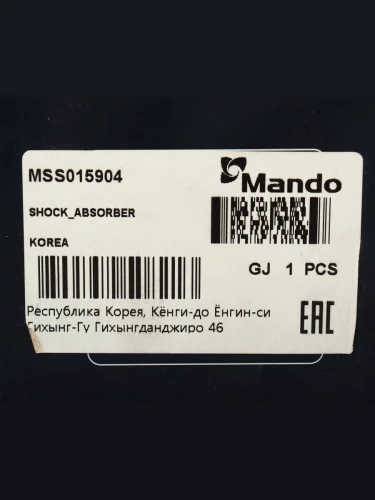 MSS015904
Mando
SHOCK_ABSORBER
KOREA
GJ 1 PCS
Республика Корея, Кёнги-до Ёнгин-си
Гихынг-Гу Гихынгданджиро 46
EAC